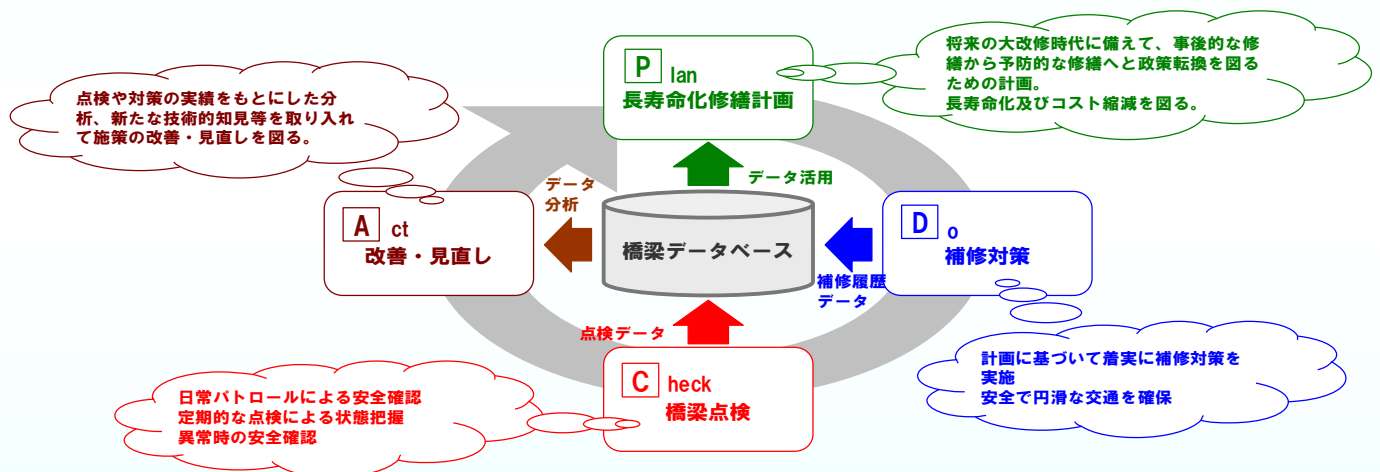 P lan
長寿命化修繕計画
将来の大改修時代に備えて、事後的な修
繕から予防的な修繕へと政策転換を図る
ための計画。
長寿命化及びコスト縮減を図る。
点検や対策の実績をもとにした分
析、新たな技術的知見等を取り入れ
て施策の改善・見直しを図る。
データ活用
データ
分析
A ct
改善・見直し
橋梁データベース
D o
補修対策
補修履歴
データ
点検データ
C heck
橋梁点検
計画に基づいて着実に補修対策を
実施
安全で円滑な交通を確保
日常パトロールによる安全確認
定期的な点検による状態把握
異常時の安全確認